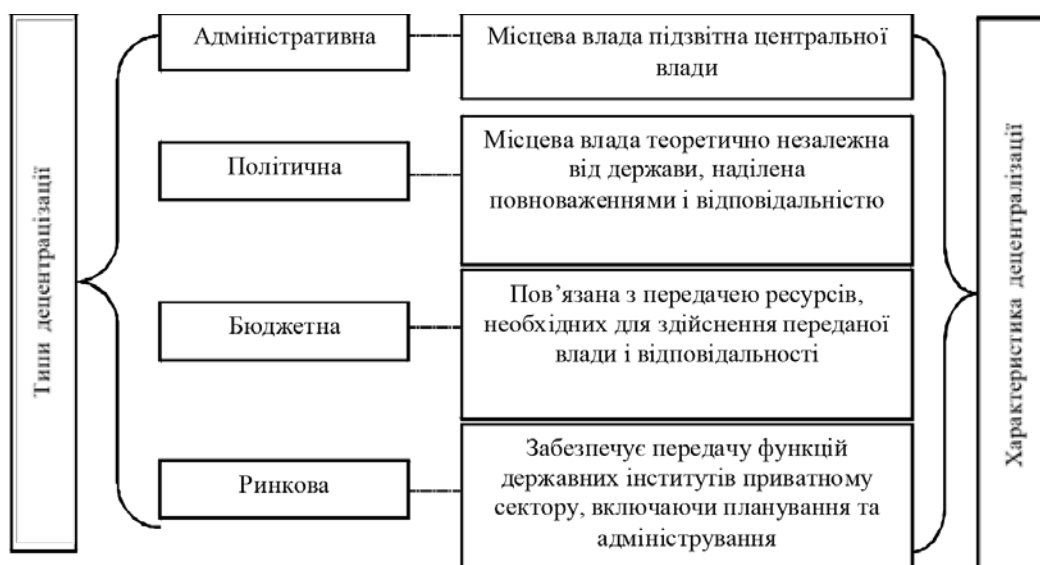 Типи децентрацізації
Адміністративна
Місцева влада підзвітна центральної
влади
Політична
Місцева влада теоретично незалежна
від держави, наділена
повноваженнями і відповідальністю
Бюджетна
Пов’язана з передачею ресурсів,
необхідних для здійснення переданої
влади і відповідальності
Ринкова
Забезпечує передачу функцій
державних інститутів приватному
сектору, включаючи планування та
адміністрування
Характеристика децентралізації